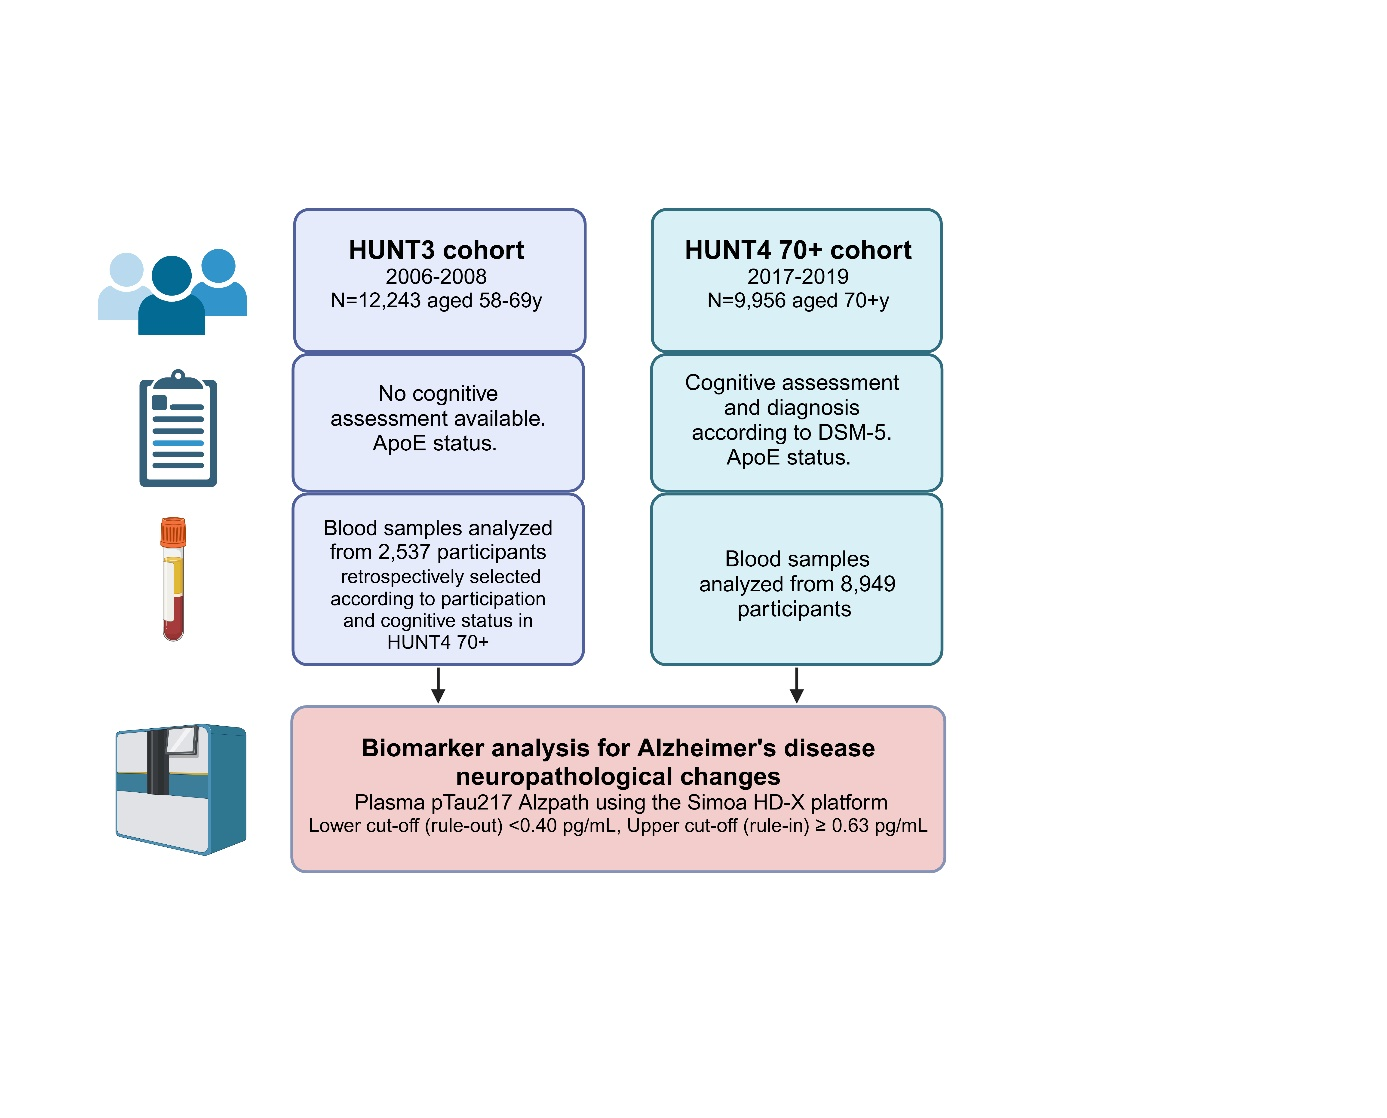 HUNT3 cohort
2006-2008
N=12,243 aged 58-69y
No cognitive
assessment available.
ApoE status.
Blood samples analyzed
from 2,537 participants
retrospectively selected
according to participation
and cognitive status in
HUNT4 70+
HUNT4 70+ cohort
2017-2019
N=9,956 aged 70+y
Cognitive assessment
and diagnosis
according to DSM-5.
ApoE status.
Blood samples
analyzed from 8,949
participants
Biomarker analysis for Alzheimer's disease
neuropathological changes
Plasma pTau217 Alzpath using the Simoa HD-X platform
Lower cut-off (rule-out) <0.40 pg/mL, Upper cut-off (rule-in) ≥ 0.63 pg/mL